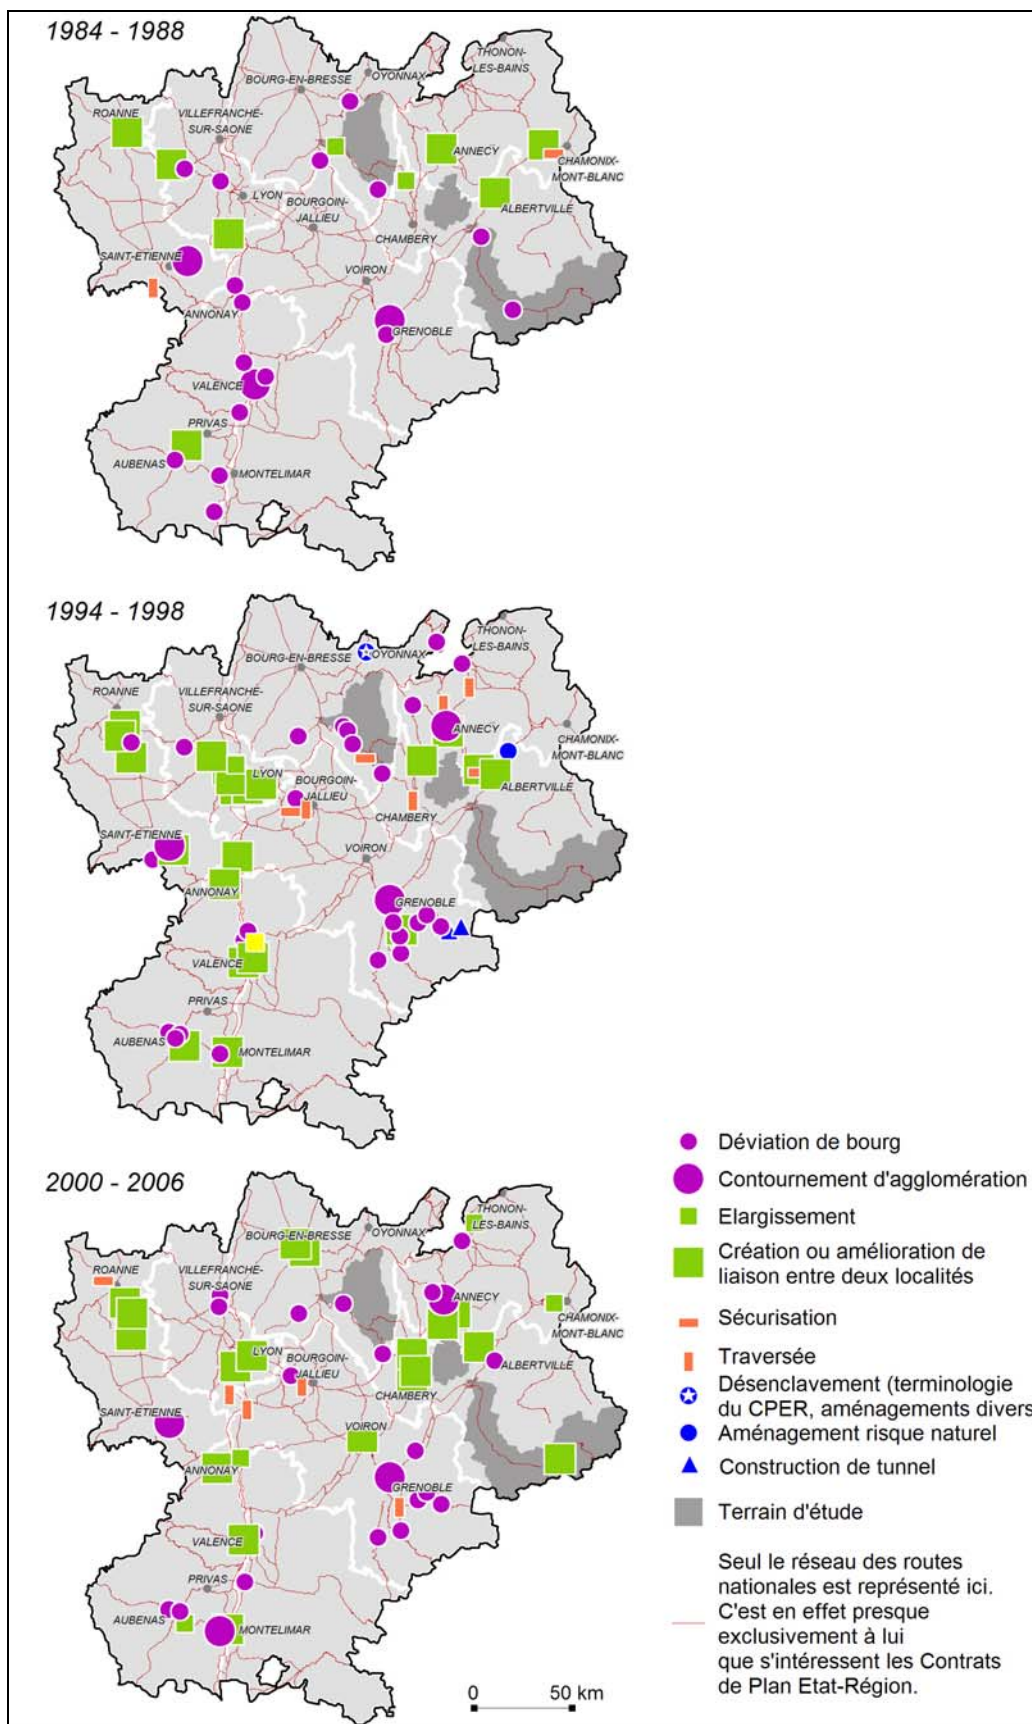 1984 - 1988
THONON-
LES-BAINS
OYONNAX
BOURG-EN-BRESSE
ROANNE
VILLEFRANCHE-
SUR-SAONE
ANNECY
CHAMONIX-
MONT-BLANC
LYON
BOURGOIN-
JALLIEU
ALBERTVILLE
CHAMBERY
SAINT-ETIENNE
VOIRON
ANNONAY
GRENOBLE
VALENCE
PRIVAS
AUBENAS
MONTELIMAR
1994 - 1998
THONON-
LES-BAINS
OYONNAX
BOURG-EN-BRESSE
ROANNE
VILLEFRANCHE-
SUR-SAONE
ANNECY
CHAMONIX-
MONT-BLANC
LYON
BOURGOIN-
JALLIEU
ALBERTVILLE
CHAMBERY
SAINT-ETIENNE
VOIRON
ANNONAY
GRENOBLE
VALENCE
PRIVAS
AUBENAS
MONTELIMAR
2000 - 2006
THONON-
LES-BAINS
OYONNAX
BOURG-EN-BRESSE
ROANNE
VILLEFRANCHE-
SUR-SAONE
ANNECY
CHAMONIX-
MONT-BLANC
LYON
BOURGOIN-
JALLIEU
ALBERTVILLE
CHAMBERY
SAINT-ETIENNE
VOIRON
ANNONAY
GRENOBLE
VALENCE
PRIVAS
AUBENAS
MONTELIMAR
0 50 km
Déviation de bourg
Contournement d'agglomération
Elargissement
Création ou amélioration de
liaison entre deux localités
Sécurisation
Traversée
Désenclavement (terminologie
du CPER, aménagements divers
Aménagement risque naturel
Construction de tunnel
Terrain d'étude
Seul le réseau des routes
nationales est représenté ici.
C'est en effet presque
exclusivement à lui
que s'intéressent les Contrats
de Plan Etat-Région.